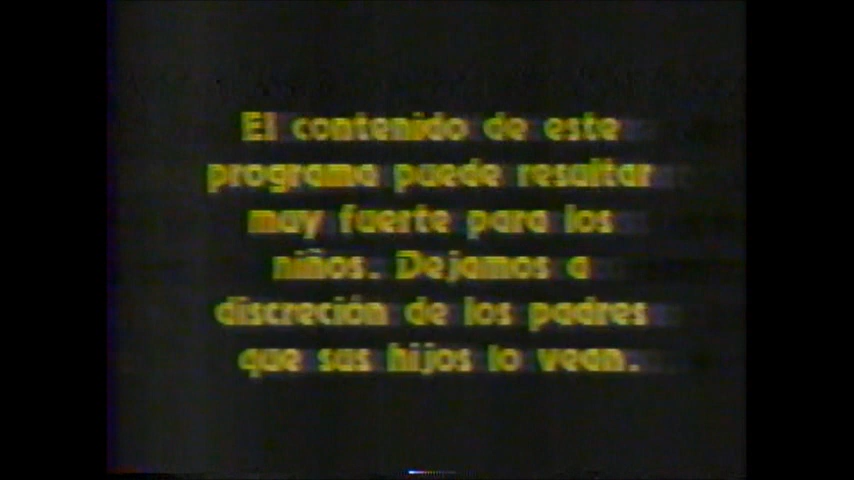 El contenido de este
programa puede resultar
muy fuerte para los
niños. Dejamos a
discreción de los padres
que sus hijos lo vean.